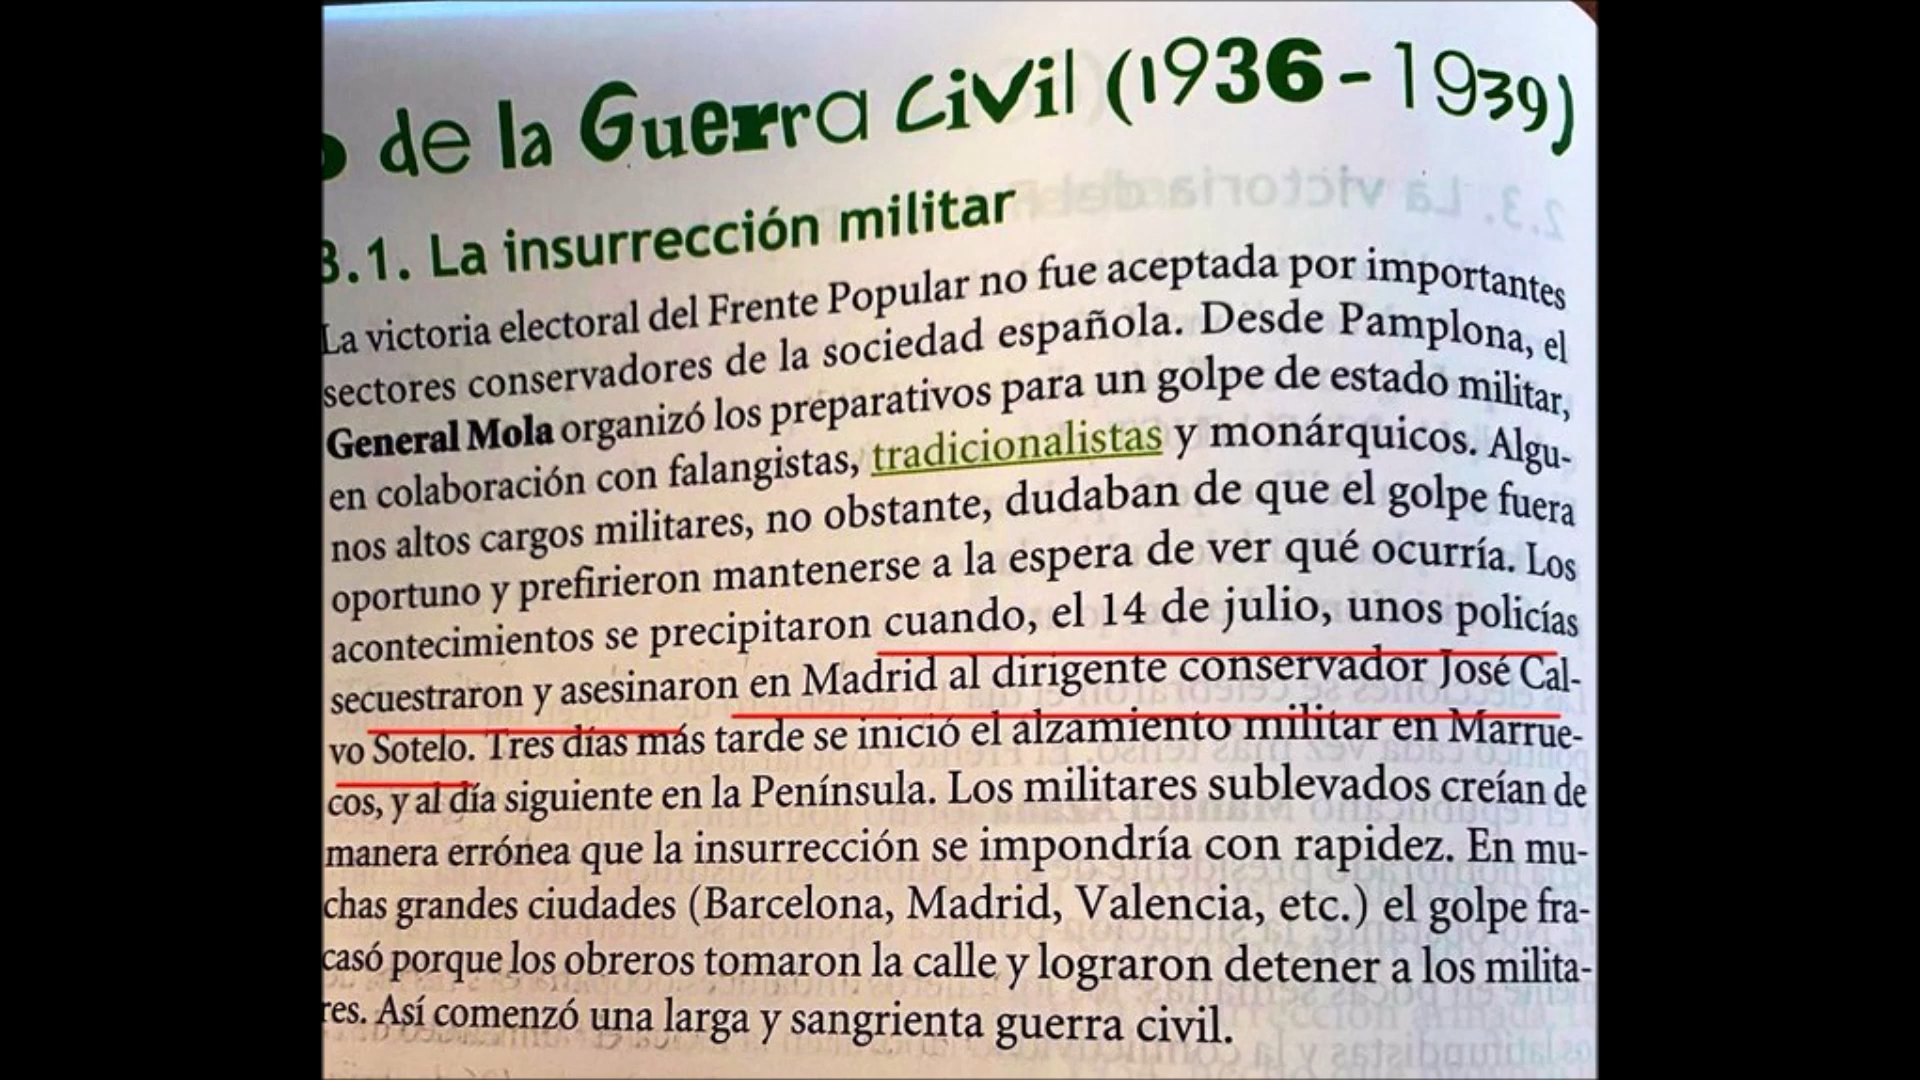 de la Guerra Civil (1936-1939)
3.1. La insurrección militar
La victoria electoral del Frente Popular no fue aceptada por importantes
sectores conservadores de la sociedad española. Desde Pamplona, el
General Mola organizó los preparativos para un golpe de estado militar,
en colaboración con falangistas, tradicionalistas y monárquicos. Algu-
nos altos cargos militares, no obstante, dudaban de que el golpe fuera
oportuno y prefirieron mantenerse a la espera de ver qué ocurría. Los
acontecimientos se precipitaron cuando, el 14 de julio, unos policías
secuestraron y asesinaron en Madrid al dirigente conservador José Cal-
vo Sotelo. Tres días más tarde se inició el alzamiento militar en Marrue-
cos, y al día siguiente en la Península. Los militares sublevados creían de
manera errónea que la insurrección se impondría con rapidez. En mu-
chas grandes ciudades (Barcelona, Madrid, Valencia, etc.) el golpe fra-
casó porque los obreros tomaron la calle y lograron detener a los milita-
res. Así comenzó una larga y sangrienta guerra civil.